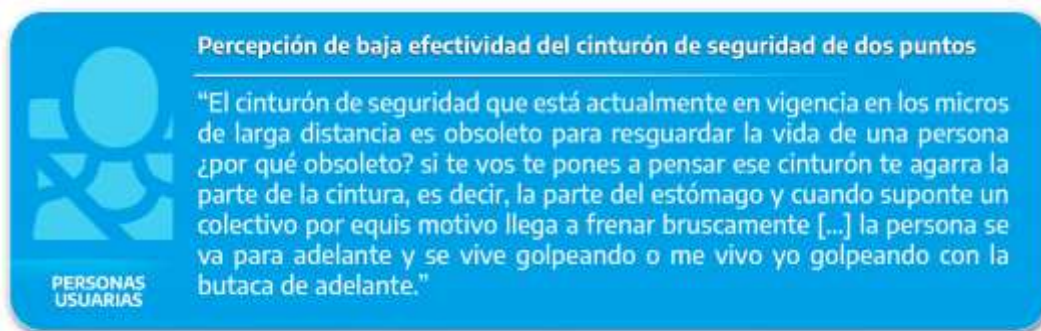 Percepción de baja efectividad del cinturón de seguridad de dos puntos
“El cinturón de seguridad que está actualmente en vigencia en los micros
de larga distancia es obsoleto para resguardar la vida de una persona
¿por qué obsoleto? si te vos te pones a pensar ese cinturón te agarra la
parte de la cintura, es decir, la parte del estómago y cuando suponte un
colectivo por equis motivo llega a frenar bruscamente [...] la persona se
va para adelante y se vive golpeando o me vivo yo golpeando con la
butaca de adelante.”
PERSONAS
USUARIAS